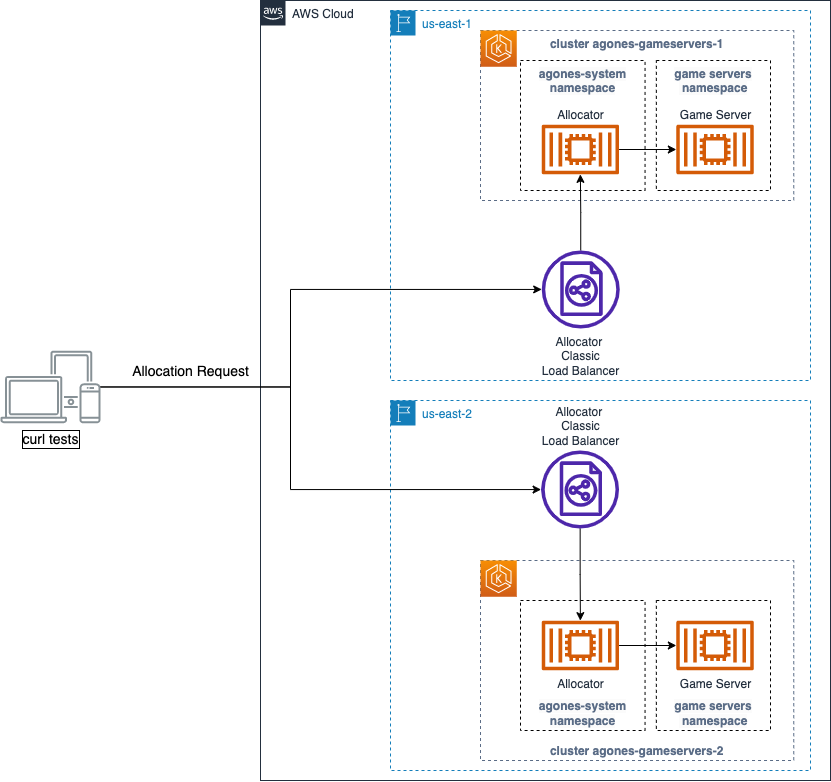 aws
AWS Cloud
us-east-1
cluster agones-gameservers-1
agones-system
namespace
game servers
namespace
Allocator
Game Server
K
Allocator
Classic
Load Balancer
Allocation Request
curl tests
us-east-2
Allocator
Classic
Load Balancer
K
Allocator
Game Server
agones-system
namespace
game servers
namespace
cluster agones-gameservers-2